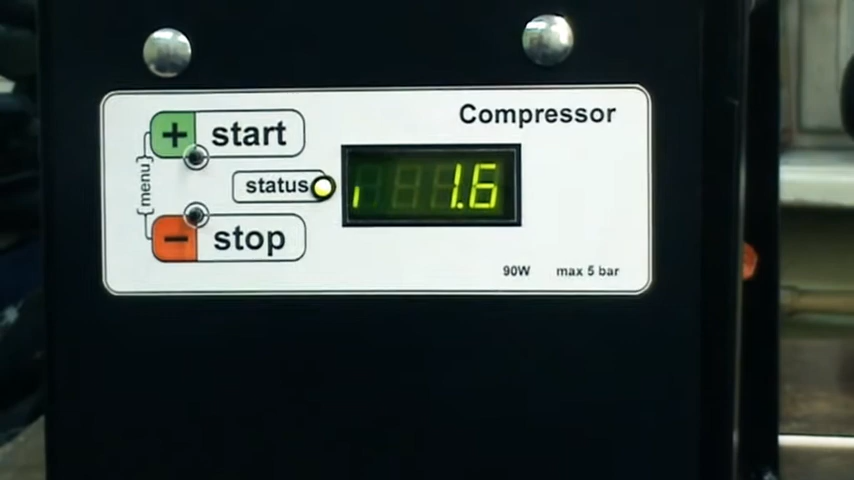 Compressor
+ start
menu
status
ı 1.6
- stop
90W max 5 bar